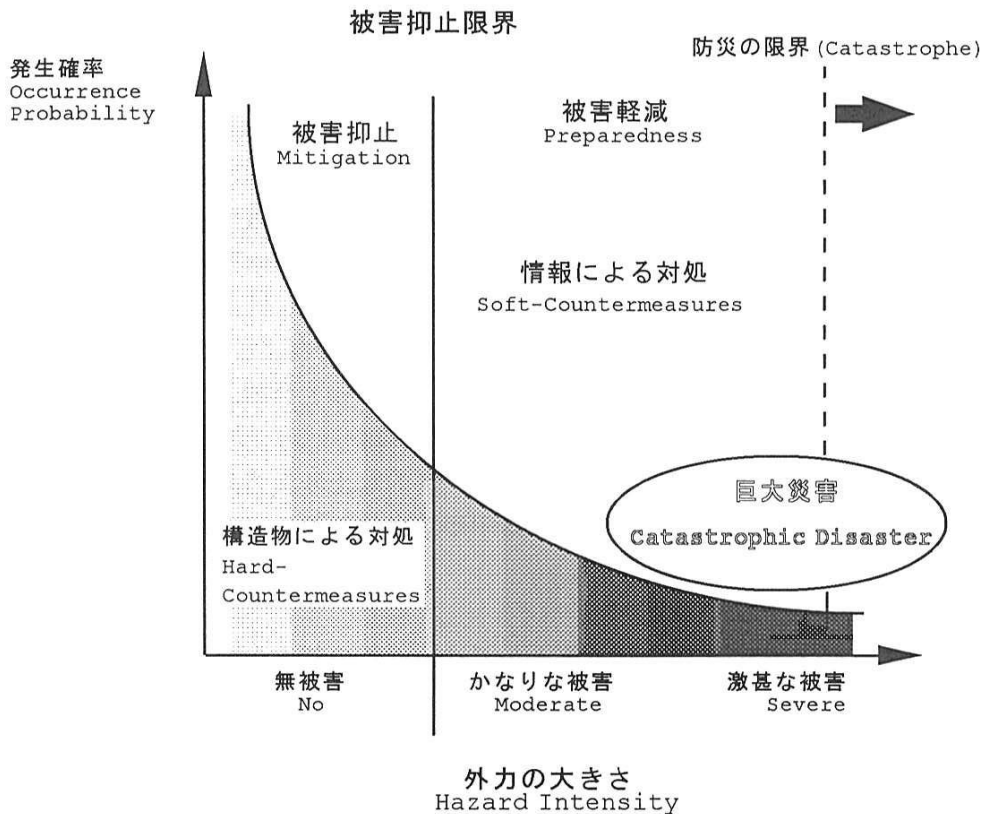 被害抑止限界
防災の限界 (Catastrophe)
発生確率
Occurrence
Probability
被害抑止
Mitigation
被害軽減
Preparedness
情報による対処
Soft-Countermeasures
巨大災害
Catastrophic Disaster
構造物による対処
Hard-
Countermeasures
無被害
No
かなりな被害
Moderate
激甚な被害
Severe
外力の大きさ
Hazard Intensity